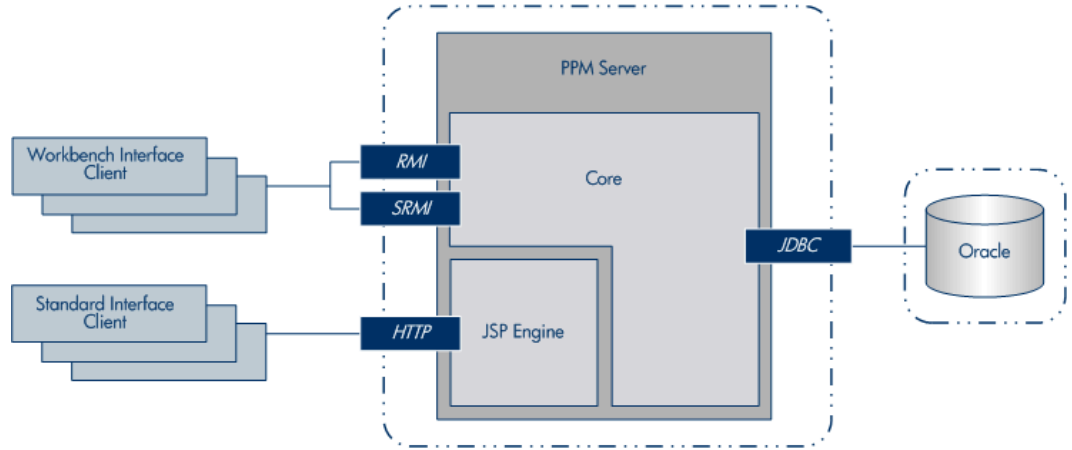 PPM Server
Workbench Interface
Client
RMI
Core
SRMI
JDBC
Oracle
Standard Interface
Client
HTTP
JSP Engine